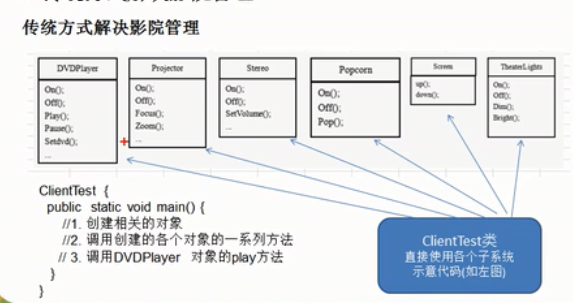 传统方式解决影院管理
DVDPlayer
On();
Off();
Play();
Pause();
Setdvd();
...
Projector
On();
Off();
Focus();
Zoom();
...
Stereo
On();
Off();
SetVolume();
...
Popcorn
On();
Off();
Pop();
Screen
up();
down();
TheaterLights
On();
Off();
Dim();
Bright();
ClientTest {
public static void main() {
//1. 创建相关的对象
//2. 调用创建的各个对象的一系列方法
// 3. 调用DVDPlayer 对象的play方法
}
}
ClientTest类
直接使用各个子系统
示意代码(如左图)